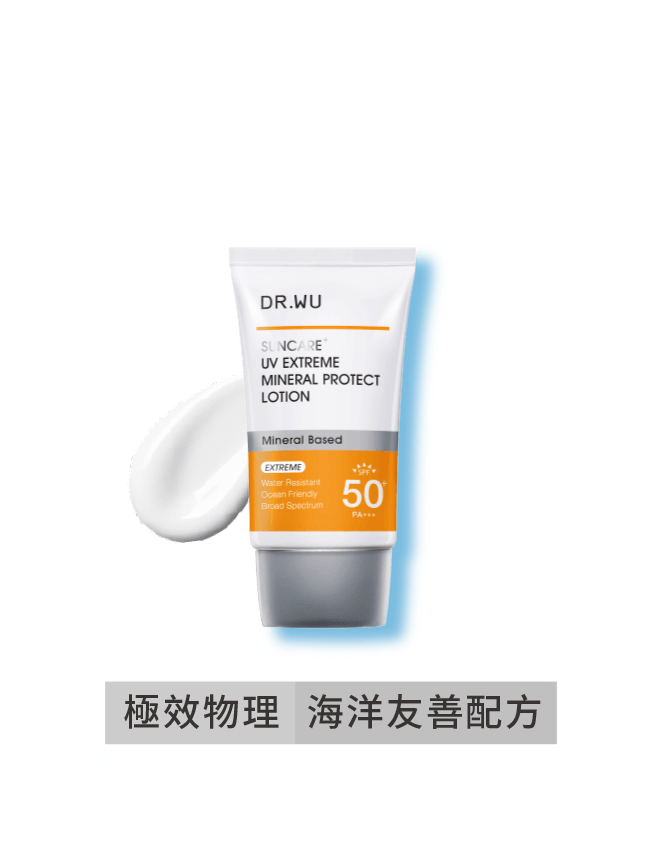 DR.WU
SUNCARE+
UV EXTREME
MINERAL PROTECT
LOTION
Mineral Based
EXTREME
Water Resistant
Ocean Friendly
Broad Spectrum
SPF
50+
PA+++
極效物理 海洋友善配方